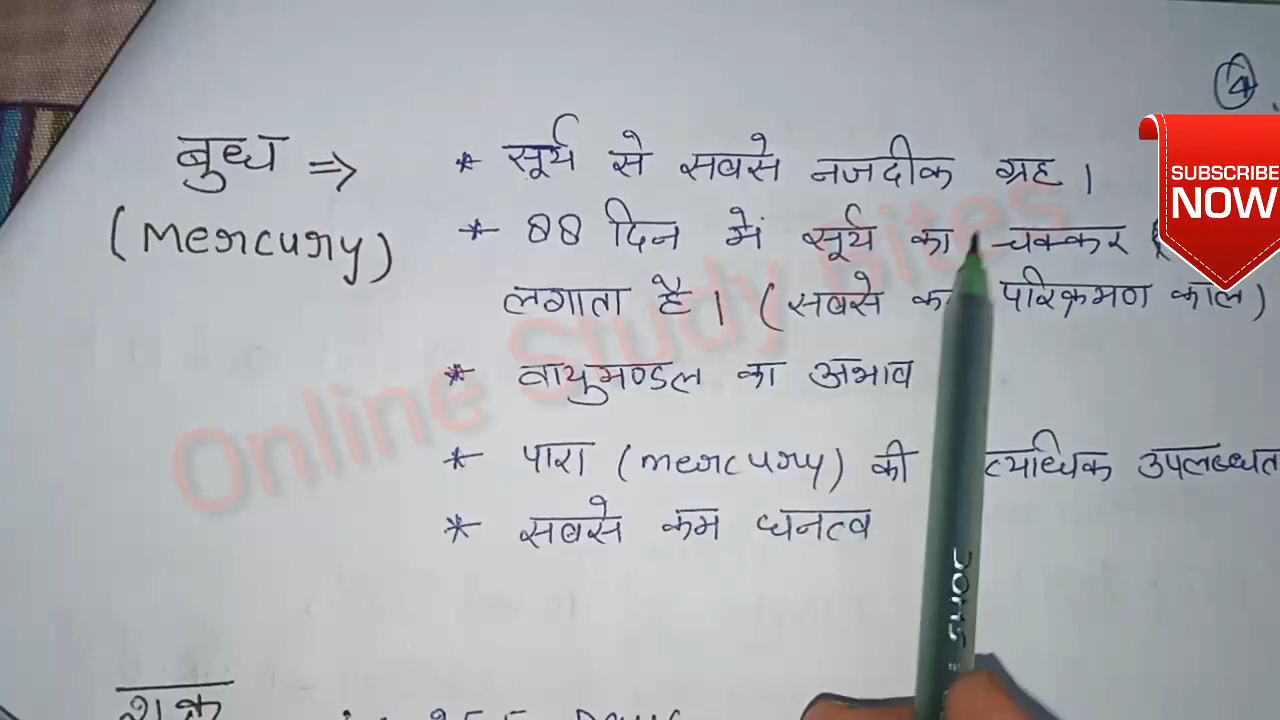 4
बुध => * सूर्य से सबसे नजदीक ग्रह ।
(Mercury) * 88 दिन में सूर्य का चक्कर
लगाता है । (सबसे परिक्रमण काल)
* वायुमण्डल का अभाव
* पारा (mercury) की उपलब्धत
* सबसे कम घनत्व
SUBSCRIBE
NOW
Online Study Bites
शुक्र